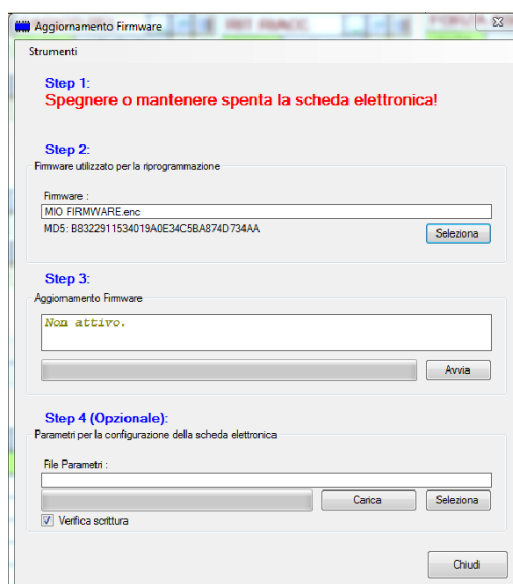 Aggiornamento Firmware
Strumenti
Step 1:
Spegnere o mantenere spenta la scheda elettronica!
Step 2:
Firmware utilizzato per la riprogrammazione
Firmware :
MIO FIRMWARE.enc
MD5: B8322911534019A0E34C5BA874D734AA
Seleziona
Step 3:
Aggiornamento Firmware
Non attivo.
Avvia
Step 4 (Opzionale):
Parametri per la configurazione della scheda elettronica
File Parametri :
Carica
Seleziona
Verifica scrittura
Chiudi